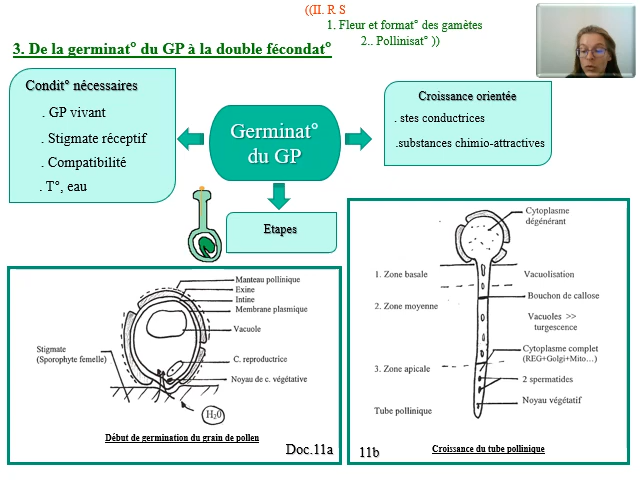 ((II. R S
1. Fleur et format° des gamètes
2.. Pollinisat° ))
3. De la germinat° du GP à la double fécondat°
Condit° nécessaires
. GP vivant
. Stigmate réceptif
. Compatibilité
. T°, eau
Germinat°
du GP
Croissance orientée
. stes conductrices
.substances chimio-attractives
Etapes
Manteau pollinique
Exine
Intine
Membrane plasmique
Vacuole
Stigmate
(Sporophyte femelle)
C. reproductrice
Noyau de c. végétative
H₂0
Début de germination du grain de pollen
Doc.11a
Cytoplasme
dégénérant
1. Zone basale
Vacuolisation
Bouchon de callose
2. Zone moyenne
Vacuoles >>
turgescence
Cytoplasme complet
(REG+Golgi+Mito…)
3. Zone apicale
2 spermatides
Noyau végétatif
Tube pollinique
11b
Croissance du tube pollinique